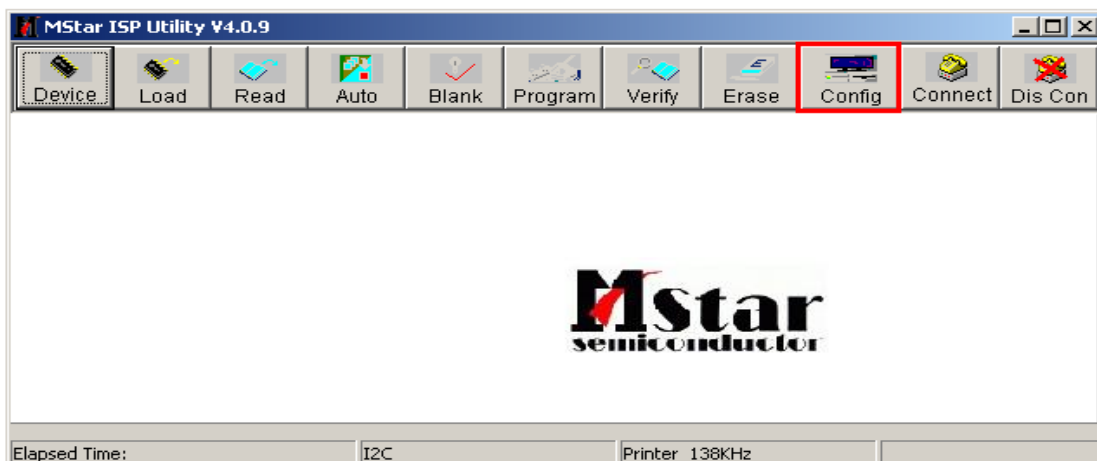 MStar ISP Utility V4.0.9
Device Load Read Auto Blank Program Verify Erase Config Connect Dis Con
Mstar
semiconductor
Elapsed Time: I2C Printer 138KHz